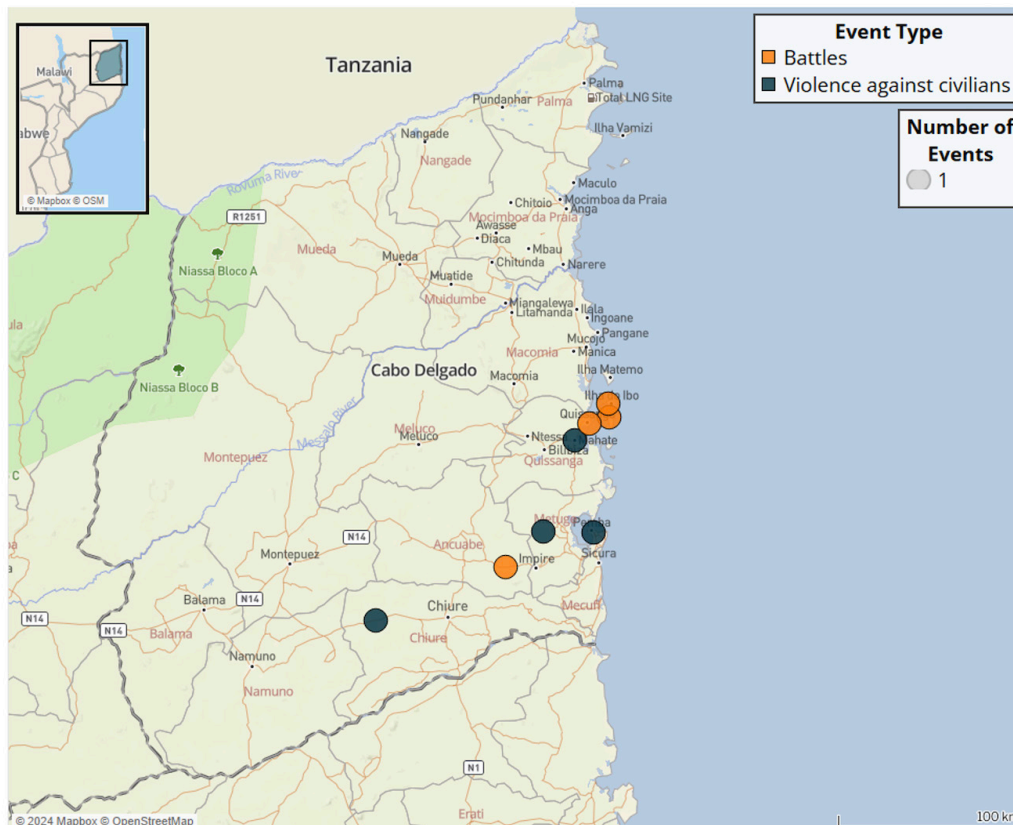 Malawi
abwe
© Mapbox © OSM
Tanzania
Event Type
Battles
Violence against civilians
Number of
Events
1
Palma
Total LNG Site
Pundanhar
Palma
Nangade
Ilha Vamizi
Nangade
Rovuma River
Maculo
Mocimboa da Praia
Chitoio
Anga
R1251
Mocimboa da Praia
Awasse
Diaca
Mueda
Mbau
Niassa Bloco A
Mueda
Chitunda
Narere
Muatide
Muidumbe
Miangalewa
Litamanda
Ilala
Ingoane
ula
Pangane
Mucojo
Macomia
Manica
Cabo Delgado
Ilha Matemo
Macomia
Niassa Bloco B
Messalo River
Meluco
Meluco
Bilibiza
Montepuez
Quissanga
C
Metuge
N14
Ancuabe
Montepuez
Impire
Sicura
Balama
N14
Chiure
Mecufi
N14
N14
Balama
Chiure
Namuno
Namuno
N1
Erati
© 2024 Mapbox © OpenStreetMap
100 km